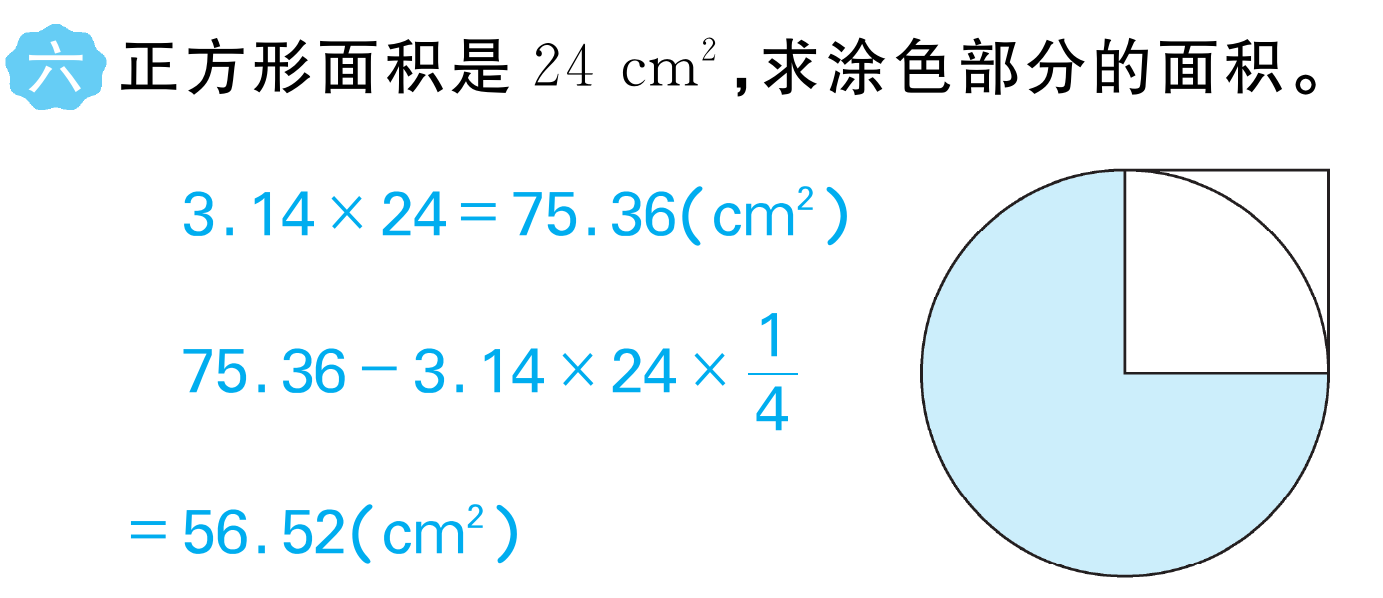 六 正方形面积是 24 cm²,求涂色部分的面积。
3.14×24=75.36(cm²)
75.36-3.14×24×1/4
=56.52(cm²)